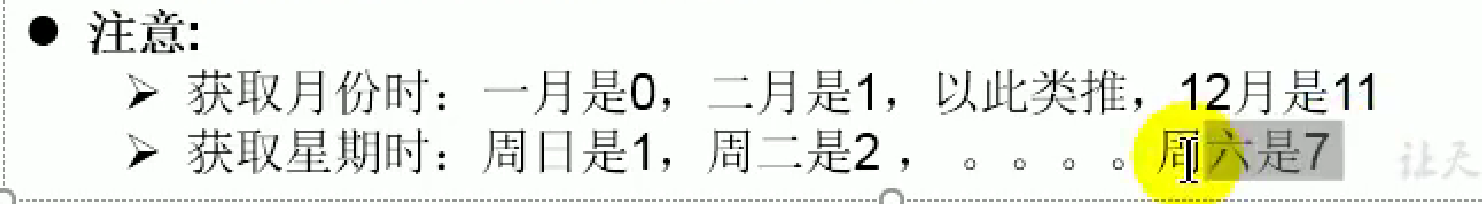 ● 注意:
➢ 获取月份时：一月是0，二月是1，以此类推，12月是11
➢ 获取星期时：周日是1，周二是2 ，。。。。周六是7
让天